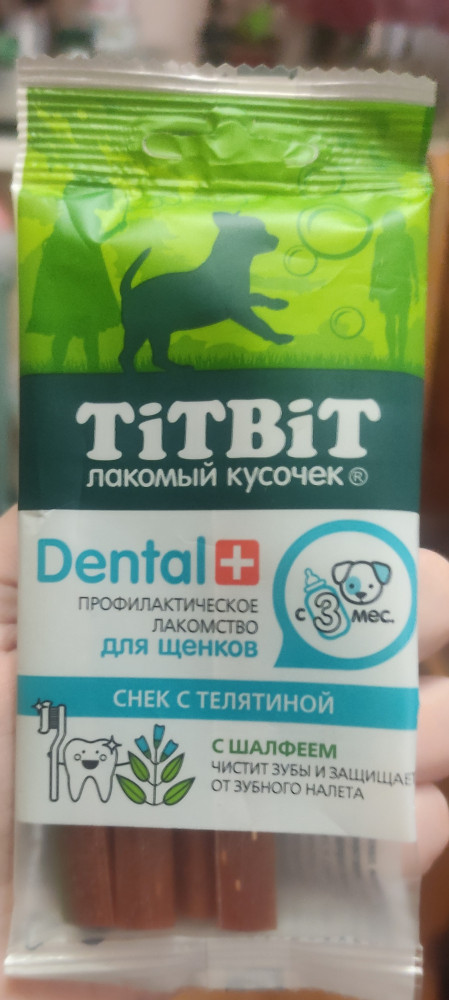 TiTBiT
лакомый кусочек ®
Dental+
ПРОФИЛАКТИЧЕСКОЕ
ЛАКОМСТВО
для щенков
с 3 мес.
СНЕК С ТЕЛЯТИНОЙ
С ШАЛФЕЕМ
ЧИСТИТ ЗУБЫ И ЗАЩИЩАЕТ
ОТ ЗУБНОГО НАЛЕТА